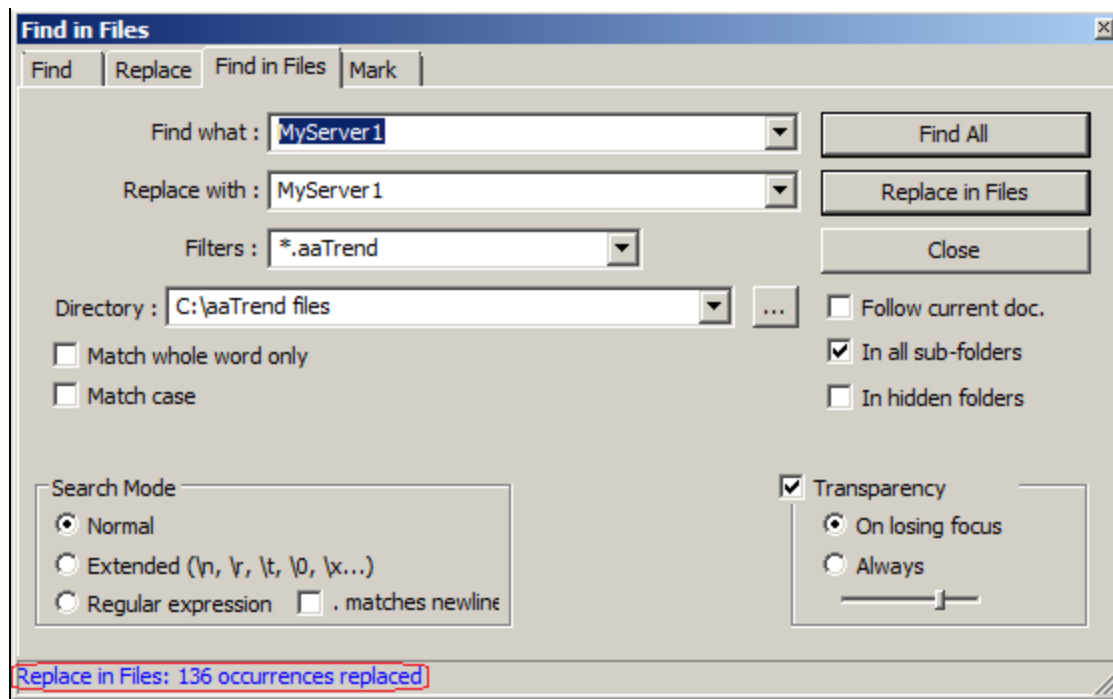 Find in Files
Find Replace Find in Files Mark
Find what : MyServer1 Find All
Replace with : MyServer1 Replace in Files
Filters : *.aaTrend Close
Directory : C:\aaTrend files ... Follow current doc.
Match whole word only In all sub-folders
Match case In hidden folders
Search Mode Transparency
Normal On losing focus
Extended (\n, \r, \t, \0, \x...) Always
Regular expression . matches newline
Replace in Files: 136 occurrences replaced